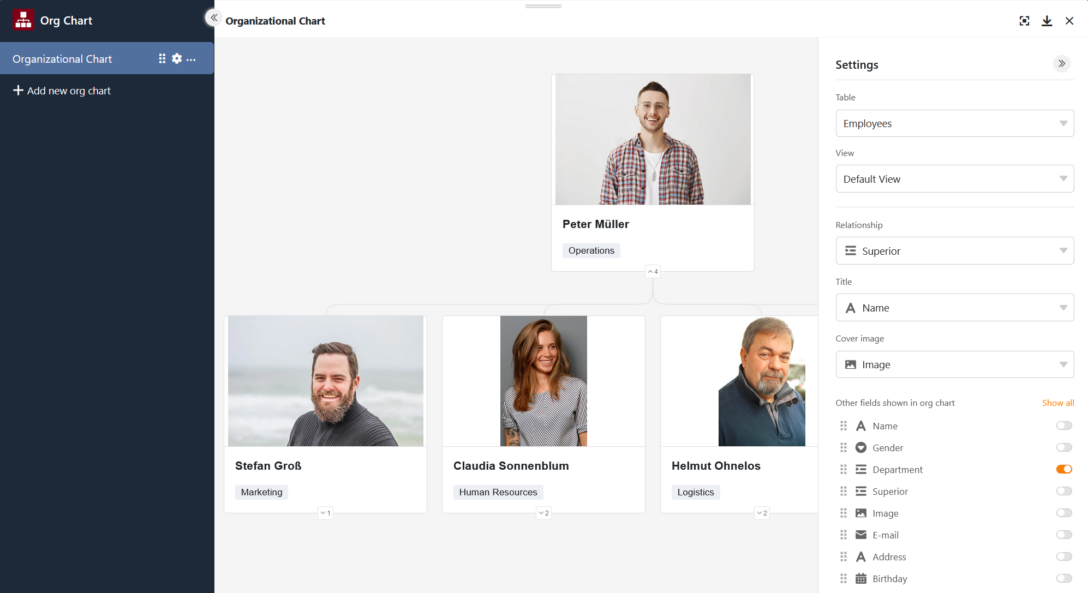 Org Chart
Organizational Chart
Add new org chart
Organizational Chart
Peter Müller
Operations
4
Stefan Groß
Marketing
1
Claudia Sonnenblum
Human Resources
2
Helmut Ohnelos
Logistics
2
Settings
Table
Employees
View
Default View
Relationship
Superior
Title
Name
Cover image
Image
Other fields shown in org chart Show all
Name
Gender
Department
Superior
Image
E-mail
Address
Birthday